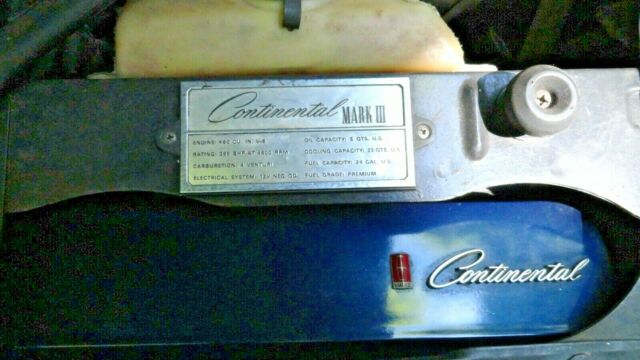 Continental MARK III
ENGINE: 460 CU. IN. V-8
RATING: 365 BHP AT 4600 RPM
CARBURETION: 4 VENTURI
ELECTRICAL SYSTEM: 12V NEG. GD.
OIL CAPACITY: 5 QTS. U.S.
COOLING CAPACITY: 23 QTS. U.S.
FUEL CAPACITY: 24 GAL. U.S.
FUEL GRADE: PREMIUM
Continental